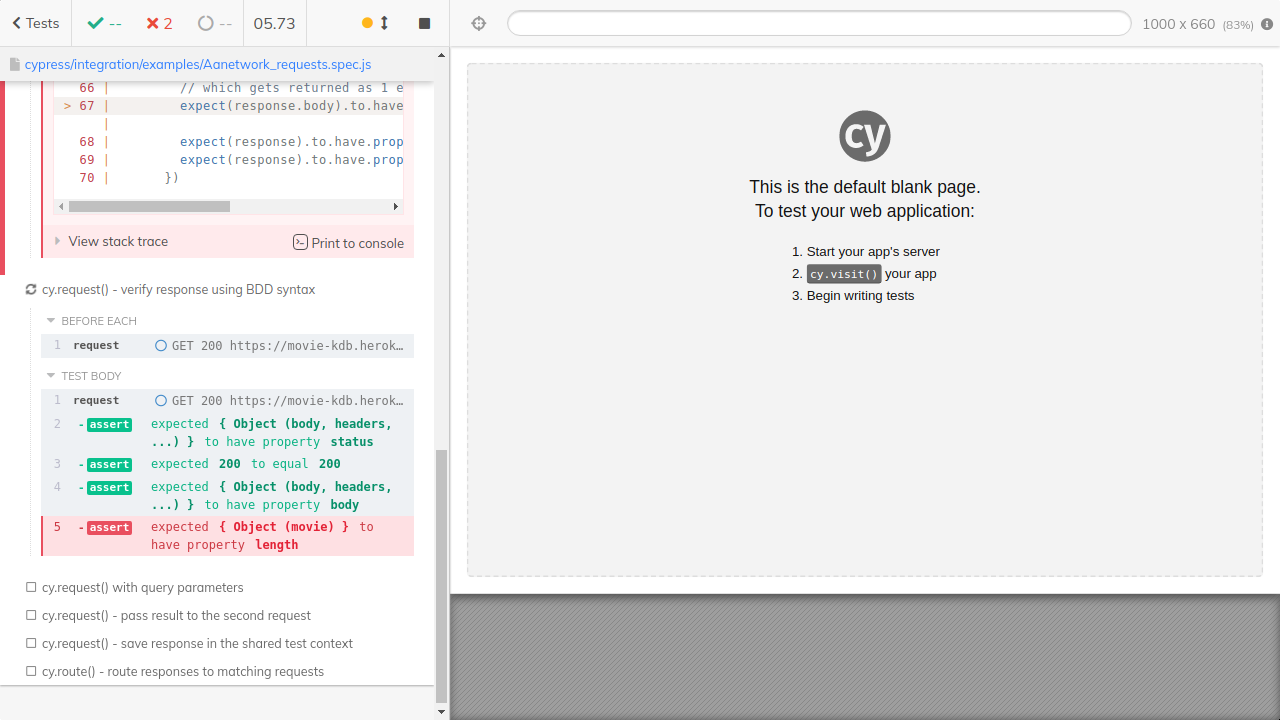 Tests
--
2
--
05.73
1000 x 660 (83%)
cypress/integration/examples/Aanetwork_requests.spec.js
66 | // which gets returned as 1 e
> 67 | expect(response.body).to.have
|
68 | expect(response).to.have.prop
69 | expect(response).to.have.prop
70 | })
View stack trace
Print to console
cy.request() - verify response using BDD syntax
BEFORE EACH
1 request GET 200 https://movie-kdb.herok…
TEST BODY
1 request GET 200 https://movie-kdb.herok…
2 -assert expected { Object (body, headers,
...) } to have property status
3 -assert expected 200 to equal 200
4 -assert expected { Object (body, headers,
...) } to have property body
5 -assert expected { Object (movie) } to
have property length
cy.request() with query parameters
cy.request() - pass result to the second request
cy.request() - save response in the shared test context
cy.route() - route responses to matching requests
cy
This is the default blank page.
To test your web application:
1. Start your app's server
2. cy.visit() your app
3. Begin writing tests